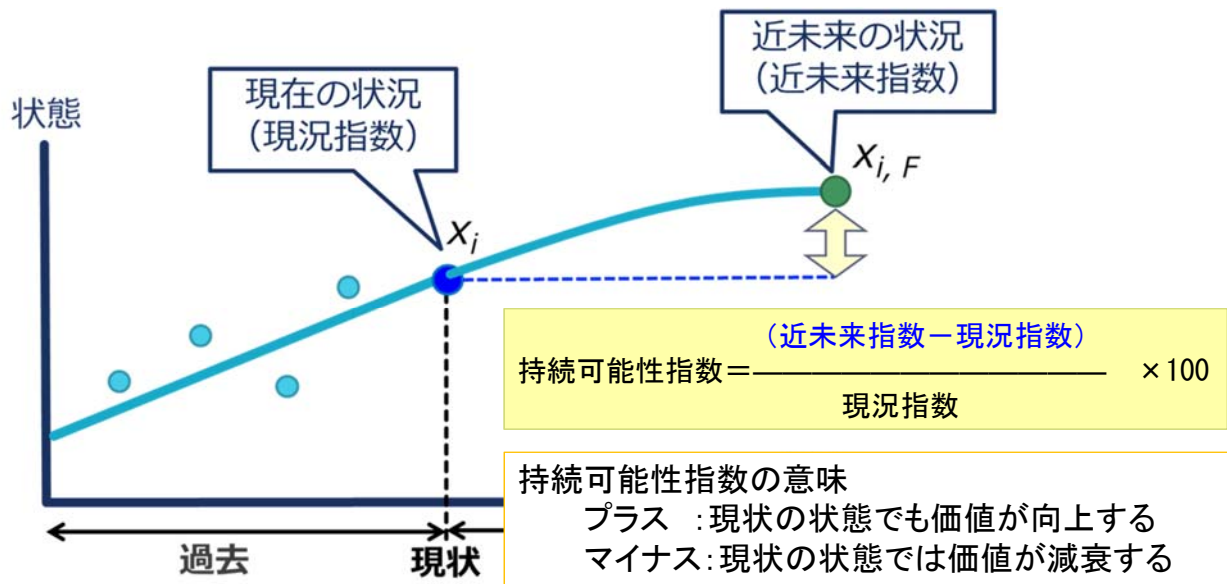 近未来の状況
（近未来指数）
現在の状況
（現況指数）
状態
X i, F
X i
（近未来指数－現況指数）
持続可能性指数＝―――――――――――― ×100
現況指数
持続可能性指数の意味
プラス ：現状の状態でも価値が向上する
マイナス：現状の状態では価値が減衰する
過去
現状